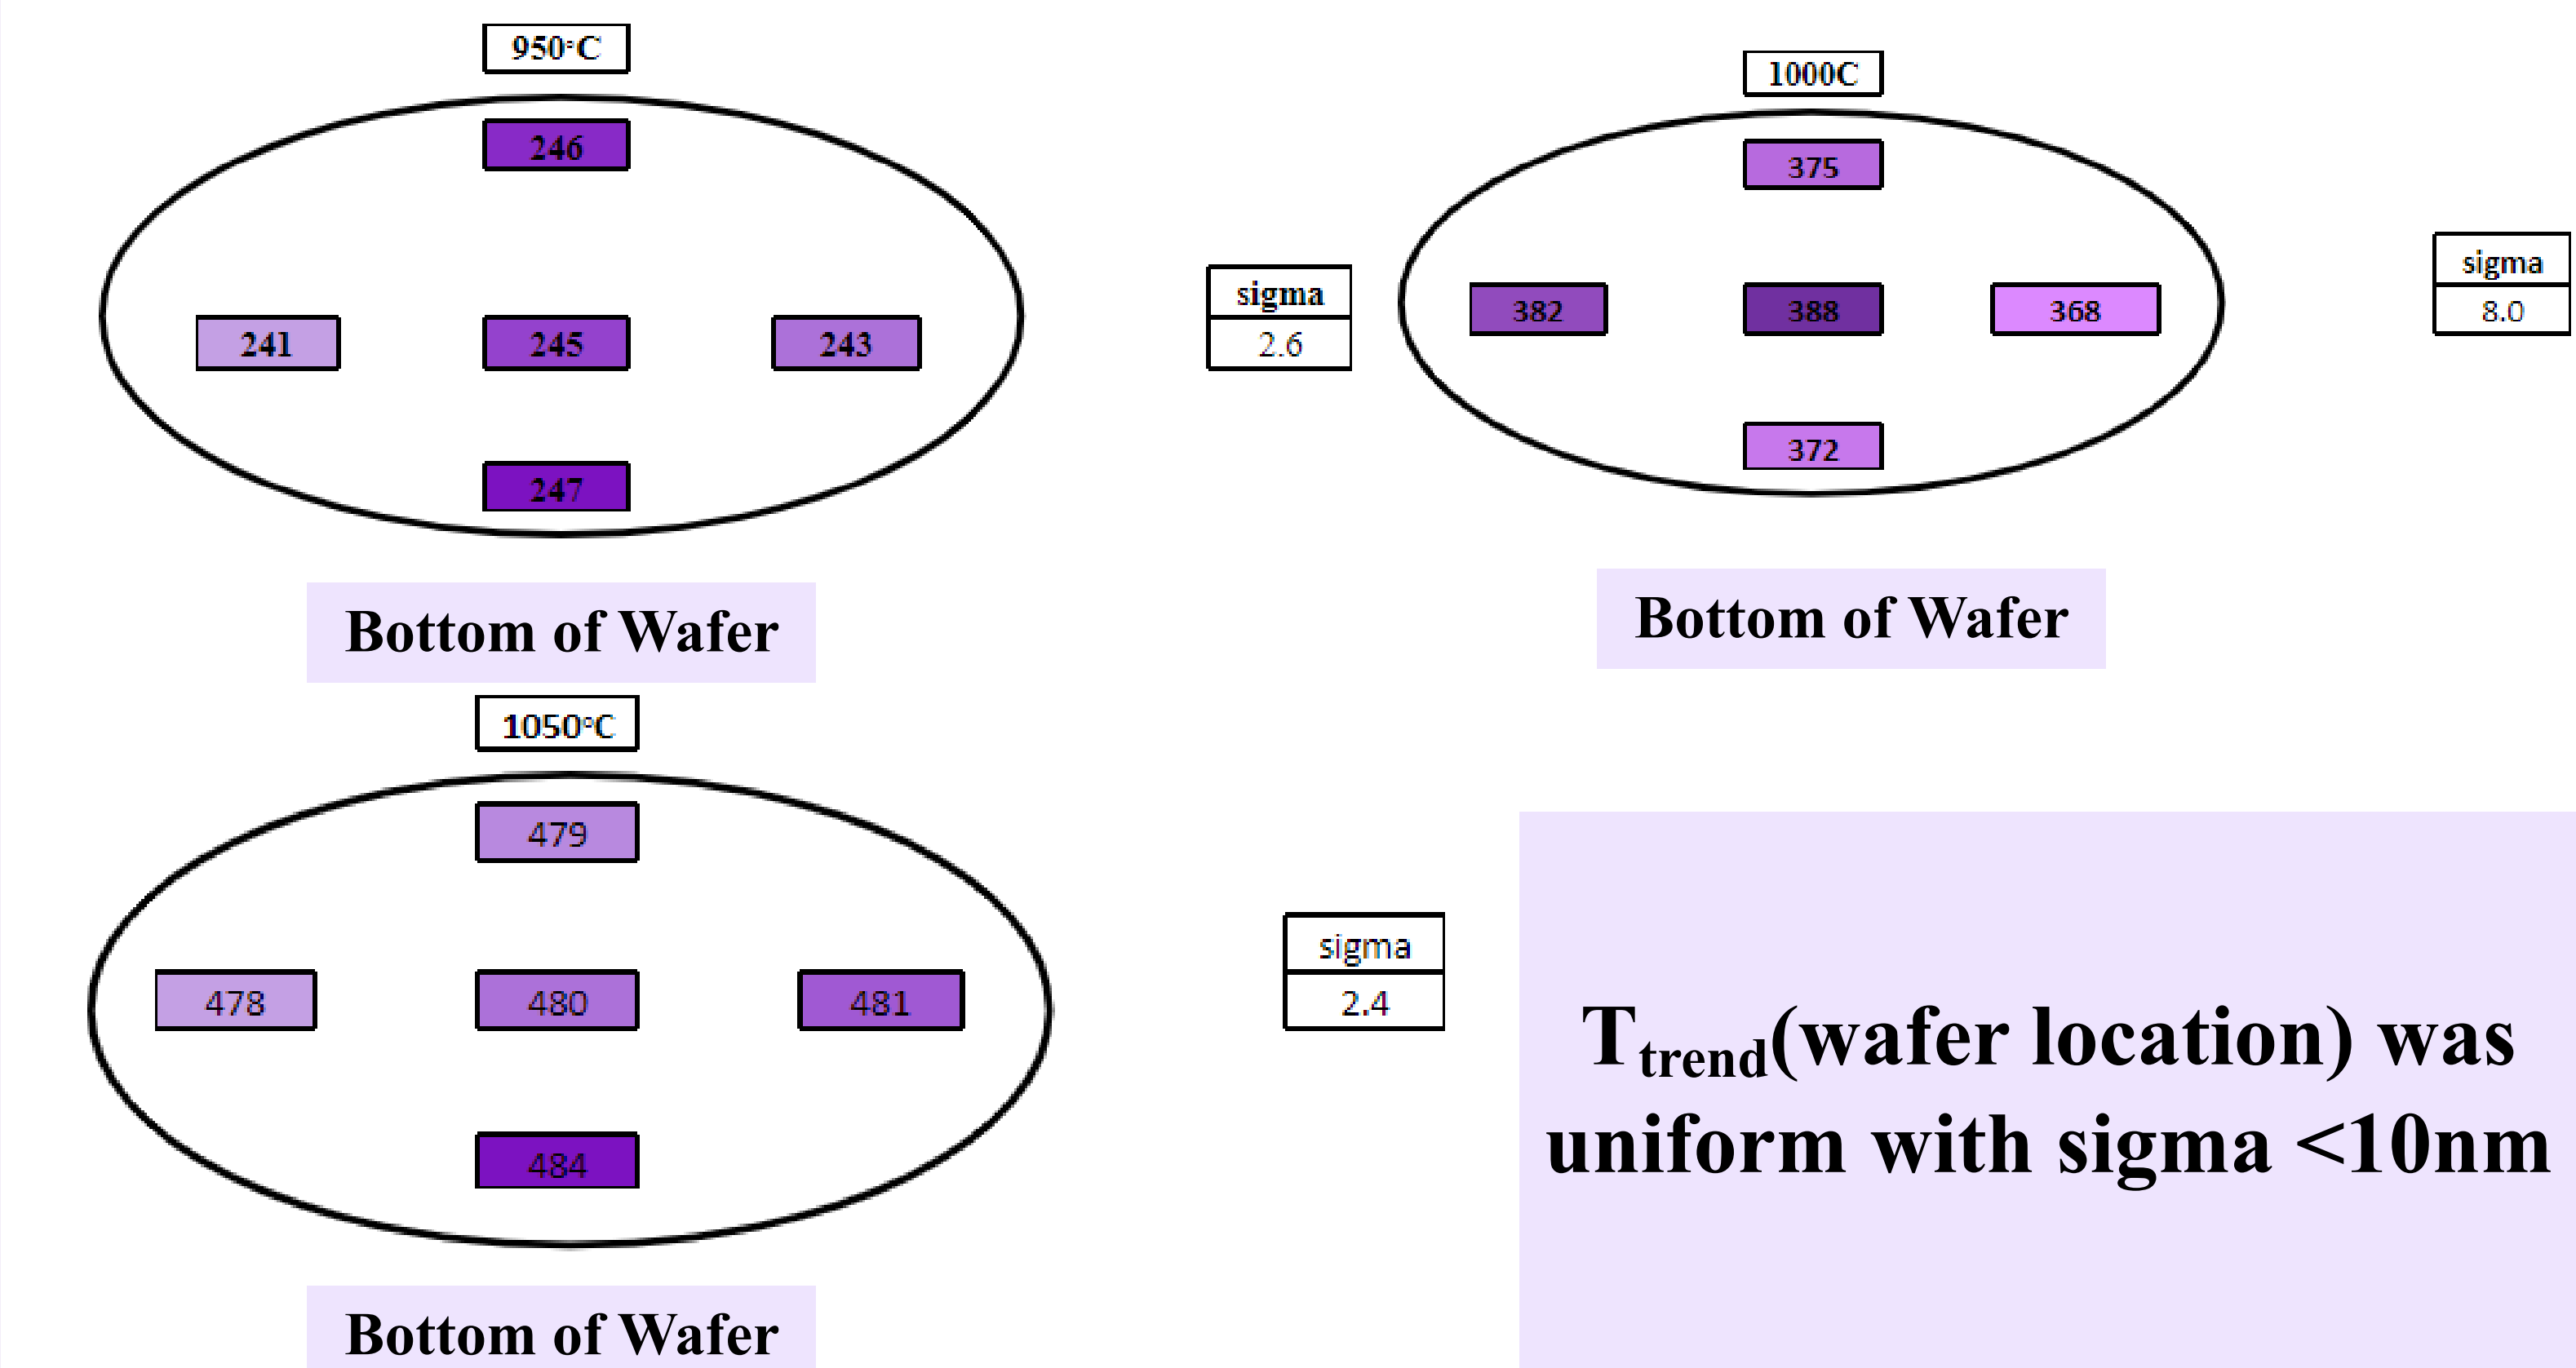 950°C
246
241 245 243
247
sigma
2.6
Bottom of Wafer
1000C
375
382 388 368
372
sigma
8.0
Bottom of Wafer
1050°C
479
478 480 481
484
sigma
2.4
Bottom of Wafer
Ttrend(wafer location) was
uniform with sigma <10nm